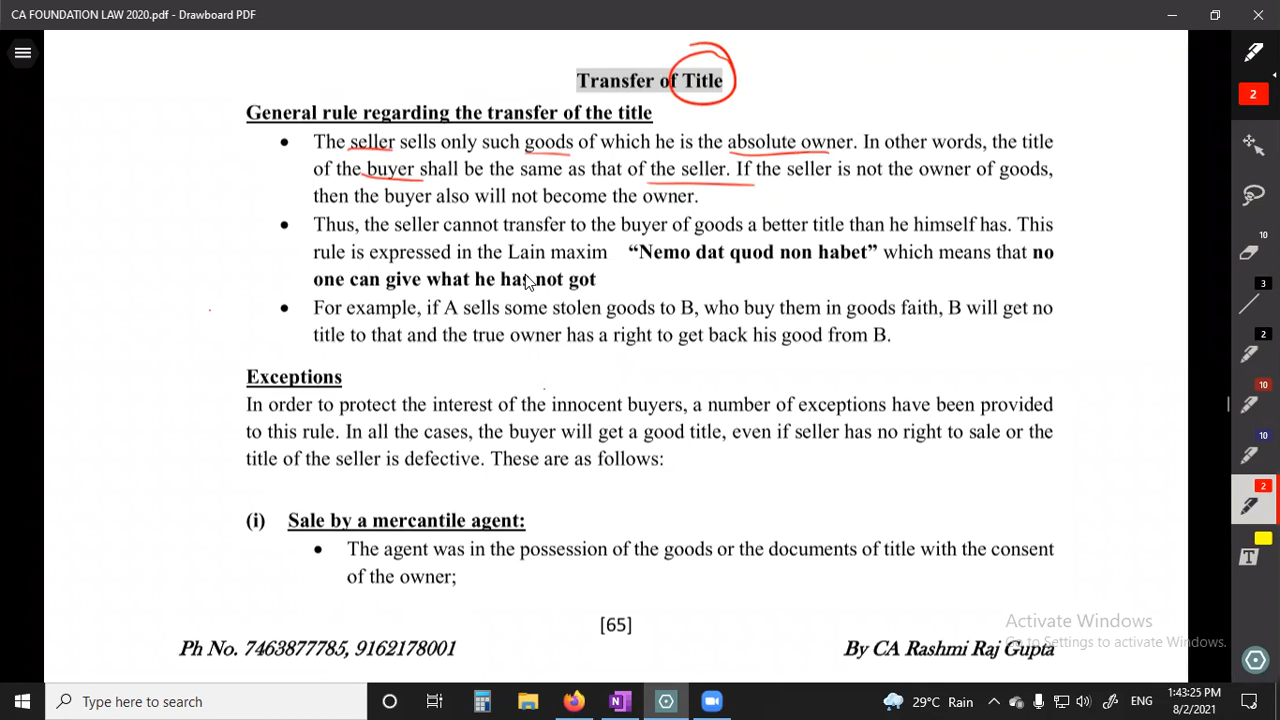 CA FOUNDATION LAW 2020.pdf - Drawboard PDF
Transfer of Title
General rule regarding the transfer of the title
• The seller sells only such goods of which he is the absolute owner. In other words, the title
of the buyer shall be the same as that of the seller. If the seller is not the owner of goods,
then the buyer also will not become the owner.
• Thus, the seller cannot transfer to the buyer of goods a better title than he himself has. This
rule is expressed in the Lain maxim “Nemo dat quod non habet” which means that no
one can give what he has not got
• For example, if A sells some stolen goods to B, who buy them in goods faith, B will get no
title to that and the true owner has a right to get back his good from B.
Exceptions
In order to protect the interest of the innocent buyers, a number of exceptions have been provided
to this rule. In all the cases, the buyer will get a good title, even if seller has no right to sale or the
title of the seller is defective. These are as follows:
(i) Sale by a mercantile agent:
• The agent was in the possession of the goods or the documents of title with the consent
of the owner;
[65]
Ph No. 7463877785, 9162178001 By CA Rashmi Raj Gupta
Activate Windows
Go to Settings to activate Windows.
2
10
3
2
10
10
2
T
Type here to search
29°C Rain
ENG
1:43:25 PM
8/2/2021